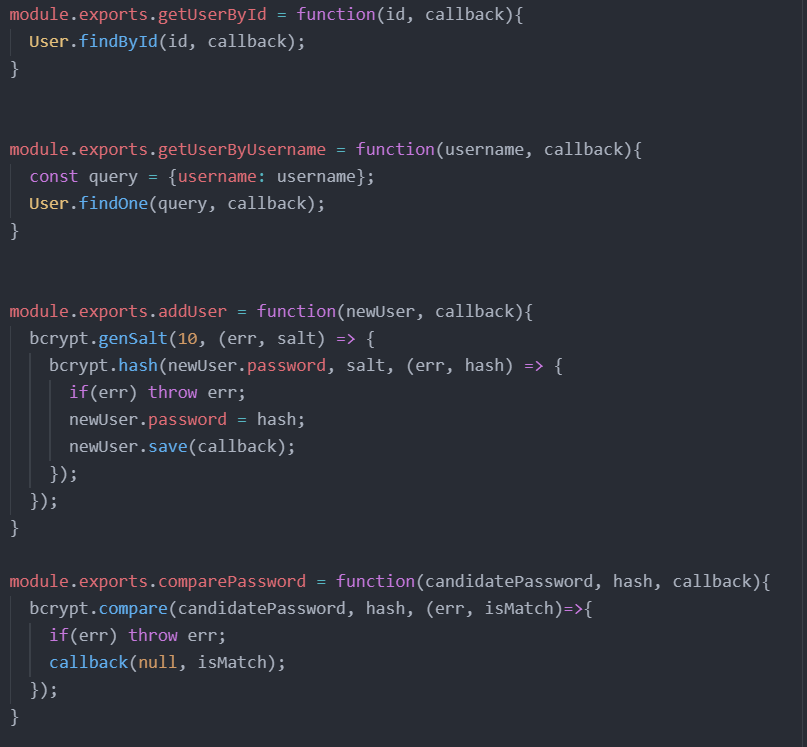 module.exports.getUserById = function(id, callback){
  User.findById(id, callback);
}
module.exports.getUserByUsername = function(username, callback){
  const query = {username: username};
  User.findOne(query, callback);
}
module.exports.addUser = function(newUser, callback){
  bcrypt.genSalt(10, (err, salt) => {
    bcrypt.hash(newUser.password, salt, (err, hash) => {
      if(err) throw err;
      newUser.password = hash;
      newUser.save(callback);
    });
  });
}
module.exports.comparePassword = function(candidatePassword, hash, callback){
  bcrypt.compare(candidatePassword, hash, (err, isMatch)=>{
    if(err) throw err;
    callback(null, isMatch);
  });
}